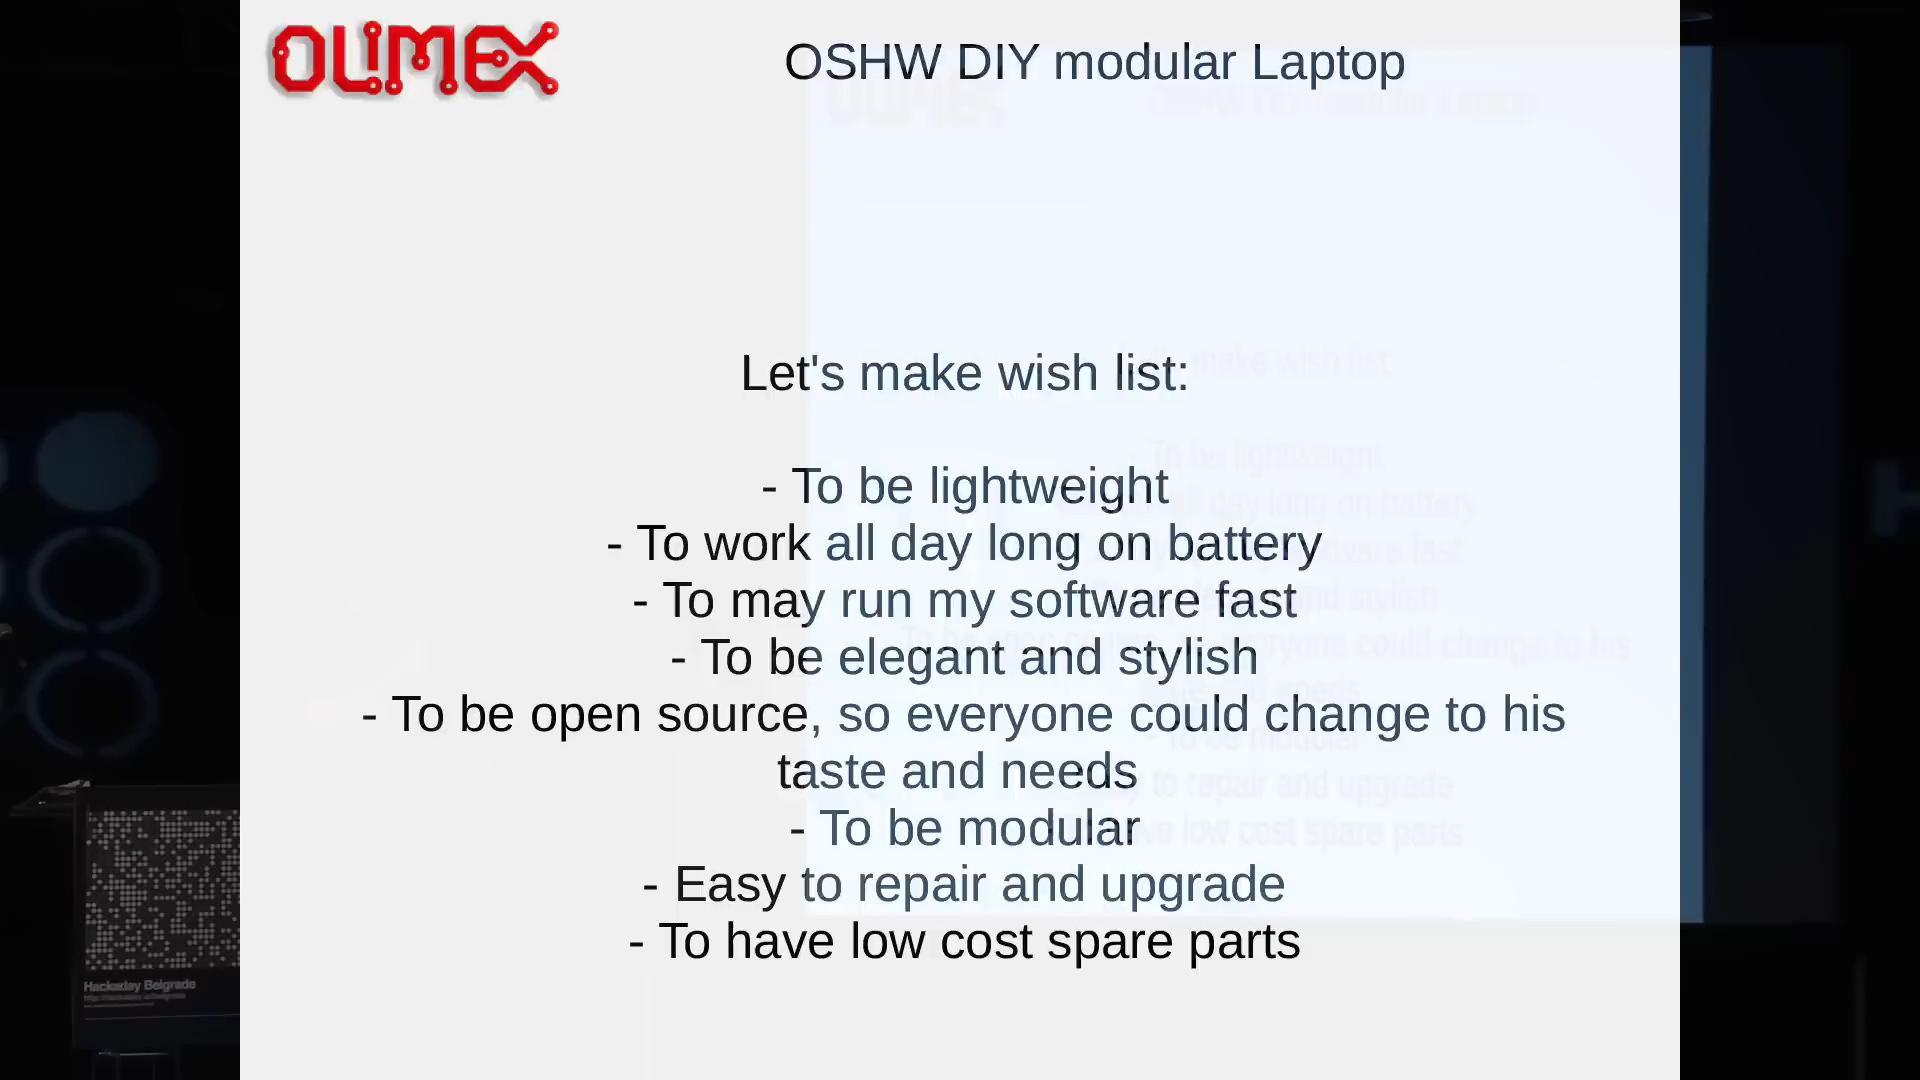 OLIMEX
OSHW DIY modular Laptop
Let's make wish list:
- To be lightweight
- To work all day long on battery
- To may run my software fast
- To be elegant and stylish
- To be open source, so everyone could change to his
taste and needs
- To be modular
- Easy to repair and upgrade
- To have low cost spare parts
Hackaday Belgrade